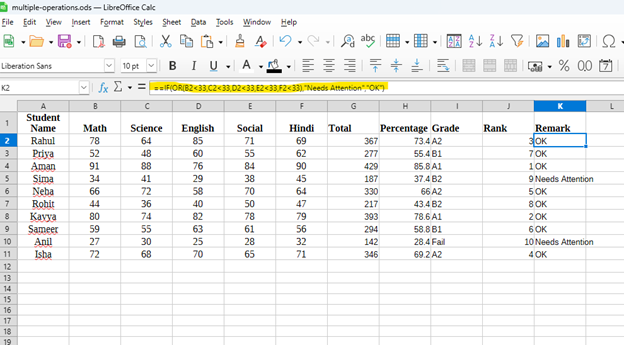 multiple-operations.ods — LibreOffice Calc
File Edit View Insert Format Styles Sheet Data Tools Window Help
Liberation Sans 10 pt B I U A % 0.0
K2 fx Σ = ==IF(OR(B2<33,C2<33,D2<33,E2<33,F2<33),"Needs Attention","OK")
A B C D E F G H I J K L
1 Student Name Math Science English Social Hindi Total Percentage Grade Rank Remark
2 Rahul 78 64 85 71 69 367 73.4 A2 3 OK
3 Priya 52 48 60 55 62 277 55.4 B1 7 OK
4 Aman 91 88 76 84 90 429 85.8 A1 1 OK
5 Sima 34 41 29 38 45 187 37.4 B2 9 Needs Attention
6 Neha 66 72 58 70 64 330 66 A2 5 OK
7 Rohit 44 36 40 50 47 217 43.4 B2 8 OK
8 Kavya 80 74 82 78 79 393 78.6 A1 2 OK
9 Sameer 59 55 63 61 56 294 58.8 B1 6 OK
10 Anil 27 30 25 28 32 142 28.4 Fail 10 Needs Attention
11 Isha 72 68 70 65 71 346 69.2 A2 4 OK
12
13
14
15
16
17
18
19